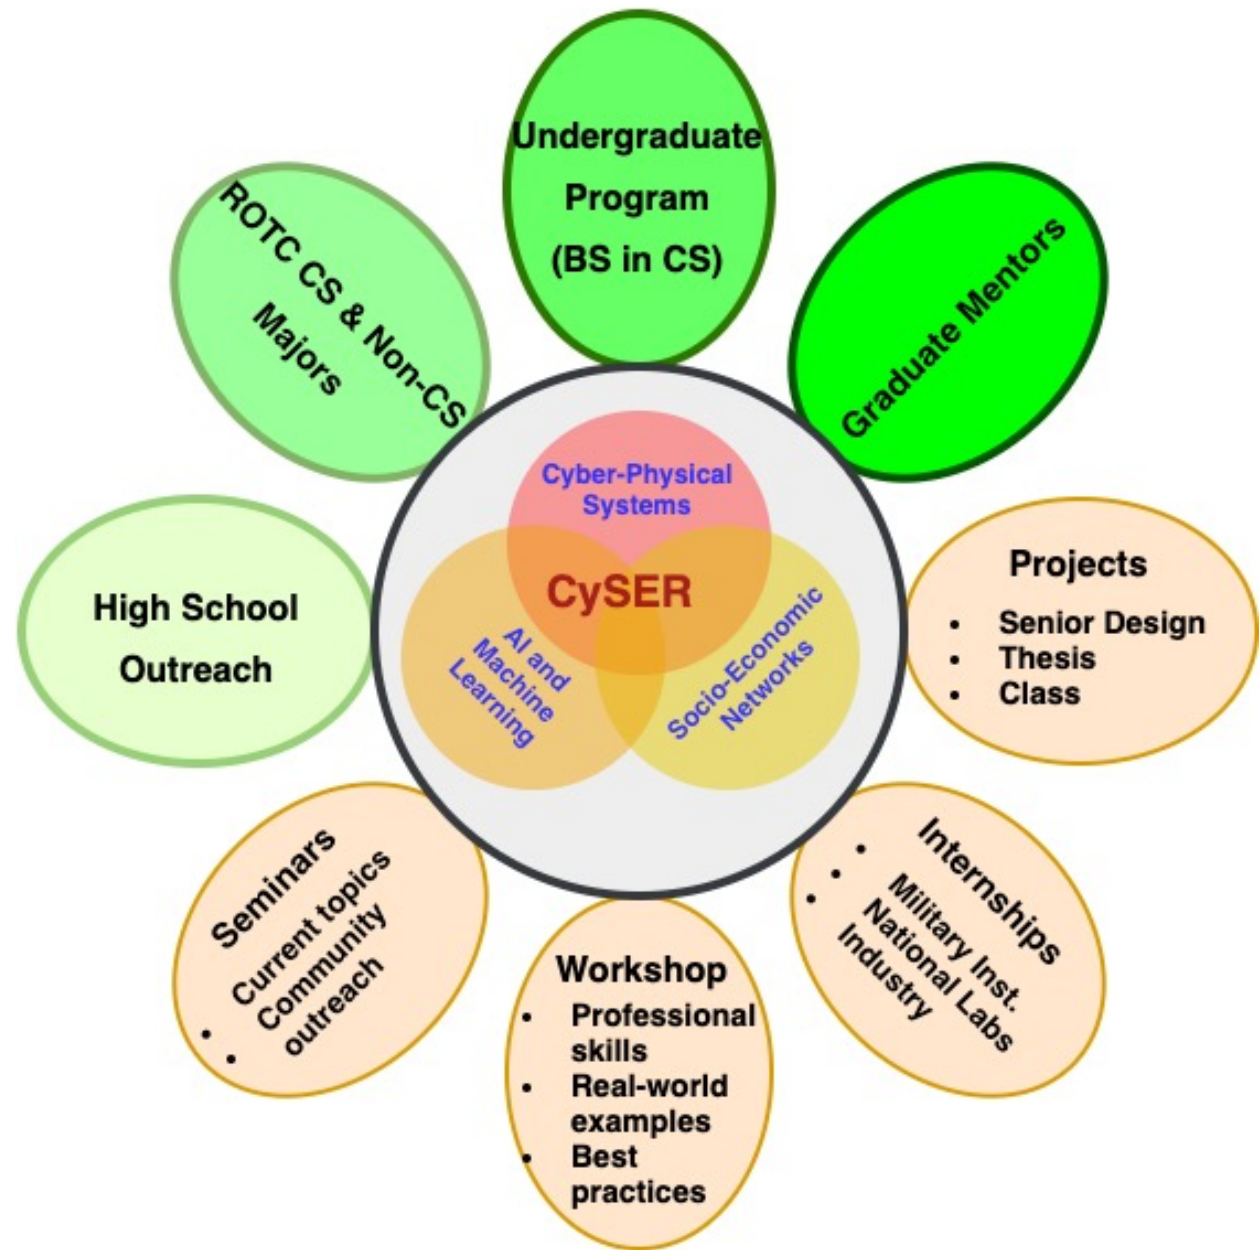 Undergraduate
Program
(BS in CS)
ROTC CS & Non-CS
Majors
Graduate Mentors
High School
Outreach
Cyber-Physical
Systems
CySER
AI and
Machine
Learning
Socio-Economic
Networks
Projects
• Senior Design
• Thesis
• Class
Seminars
• Current topics
• Community
outreach
Workshop
• Professional
skills
• Real-world
examples
• Best
practices
Internships
• Military Inst.
• National Labs
• Industry